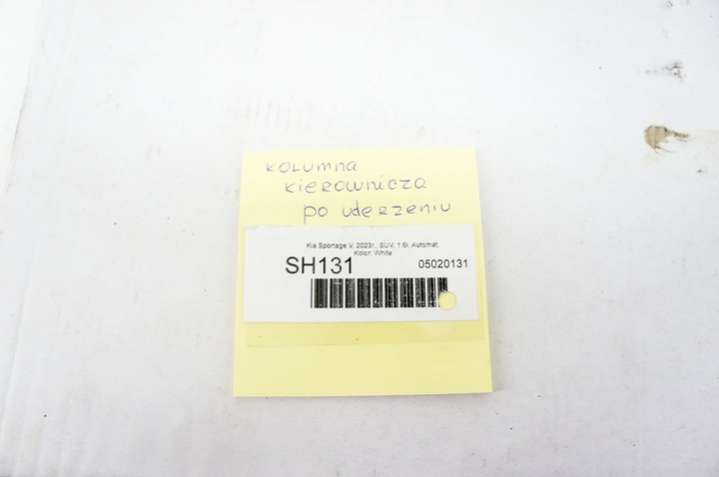 KOLUMNA
KIEROWNICZA
PO UDERZENIU
Kia Sportage V, 2023r., SUV, 1.6i, Automat,
Kolor: White
SH131 05020131